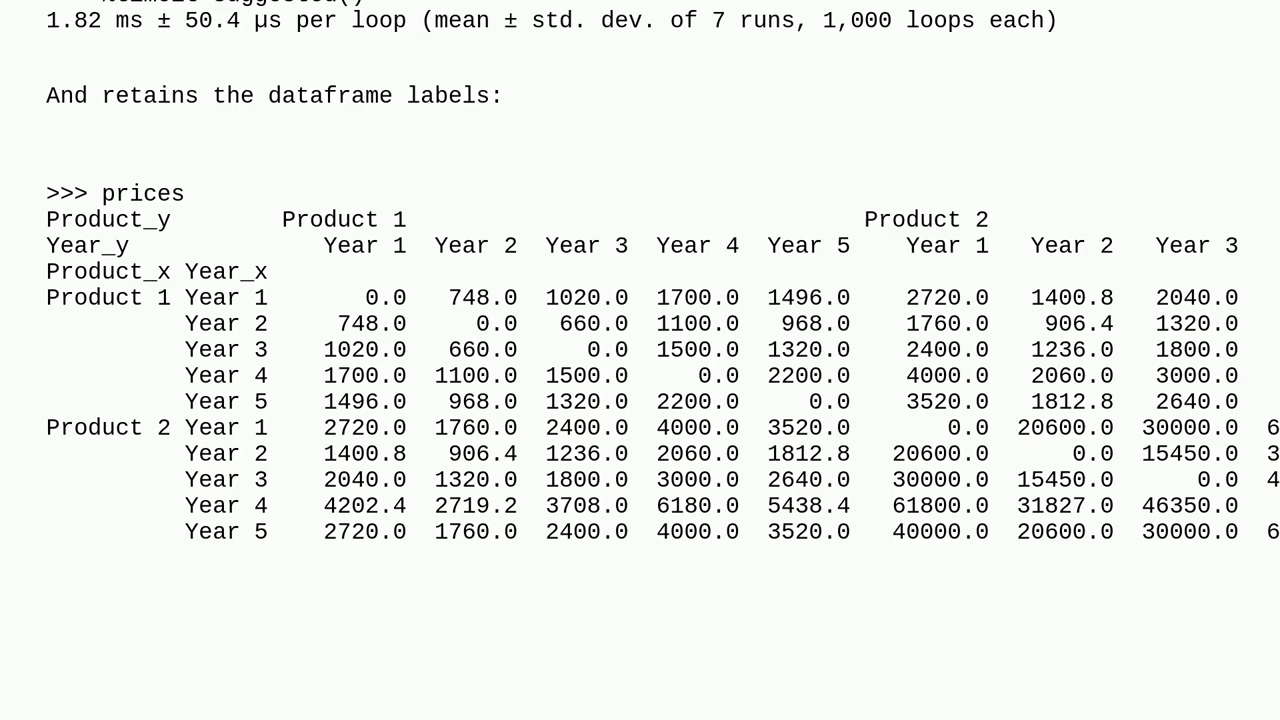 1.82 ms ± 50.4 µs per loop (mean ± std. dev. of 7 runs, 1,000 loops each)
And retains the dataframe labels:
>>> prices
Product_y        Product 1                                 Product 2
Year_y              Year 1  Year 2  Year 3  Year 4  Year 5    Year 1   Year 2   Year 3
Product_x Year_x
Product 1 Year 1       0.0   748.0  1020.0  1700.0  1496.0    2720.0   1400.8   2040.0
          Year 2     748.0     0.0   660.0  1100.0   968.0    1760.0    906.4   1320.0
          Year 3    1020.0   660.0     0.0  1500.0  1320.0    2400.0   1236.0   1800.0
          Year 4    1700.0  1100.0  1500.0     0.0  2200.0    4000.0   2060.0   3000.0
          Year 5    1496.0   968.0  1320.0  2200.0     0.0    3520.0   1812.8   2640.0
Product 2 Year 1    2720.0  1760.0  2400.0  4000.0  3520.0       0.0  20600.0  30000.0  6
          Year 2    1400.8   906.4  1236.0  2060.0  1812.8   20600.0      0.0  15450.0  3
          Year 3    2040.0  1320.0  1800.0  3000.0  2640.0   30000.0  15450.0      0.0  4
          Year 4    4202.4  2719.2  3708.0  6180.0  5438.4   61800.0  31827.0  46350.0
          Year 5    2720.0  1760.0  2400.0  4000.0  3520.0   40000.0  20600.0  30000.0  6